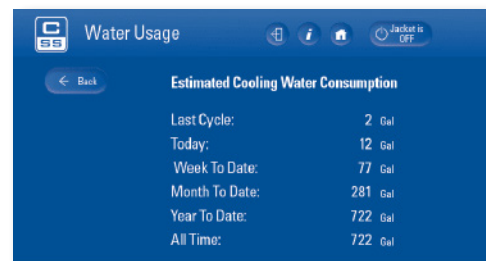 C
SS
Water Usage
i
Jacket is
OFF
Back
Estimated Cooling Water Consumption
Last Cycle: 2 Gal
Today: 12 Gal
Week To Date: 77 Gal
Month To Date: 281 Gal
Year To Date: 722 Gal
All Time: 722 Gal